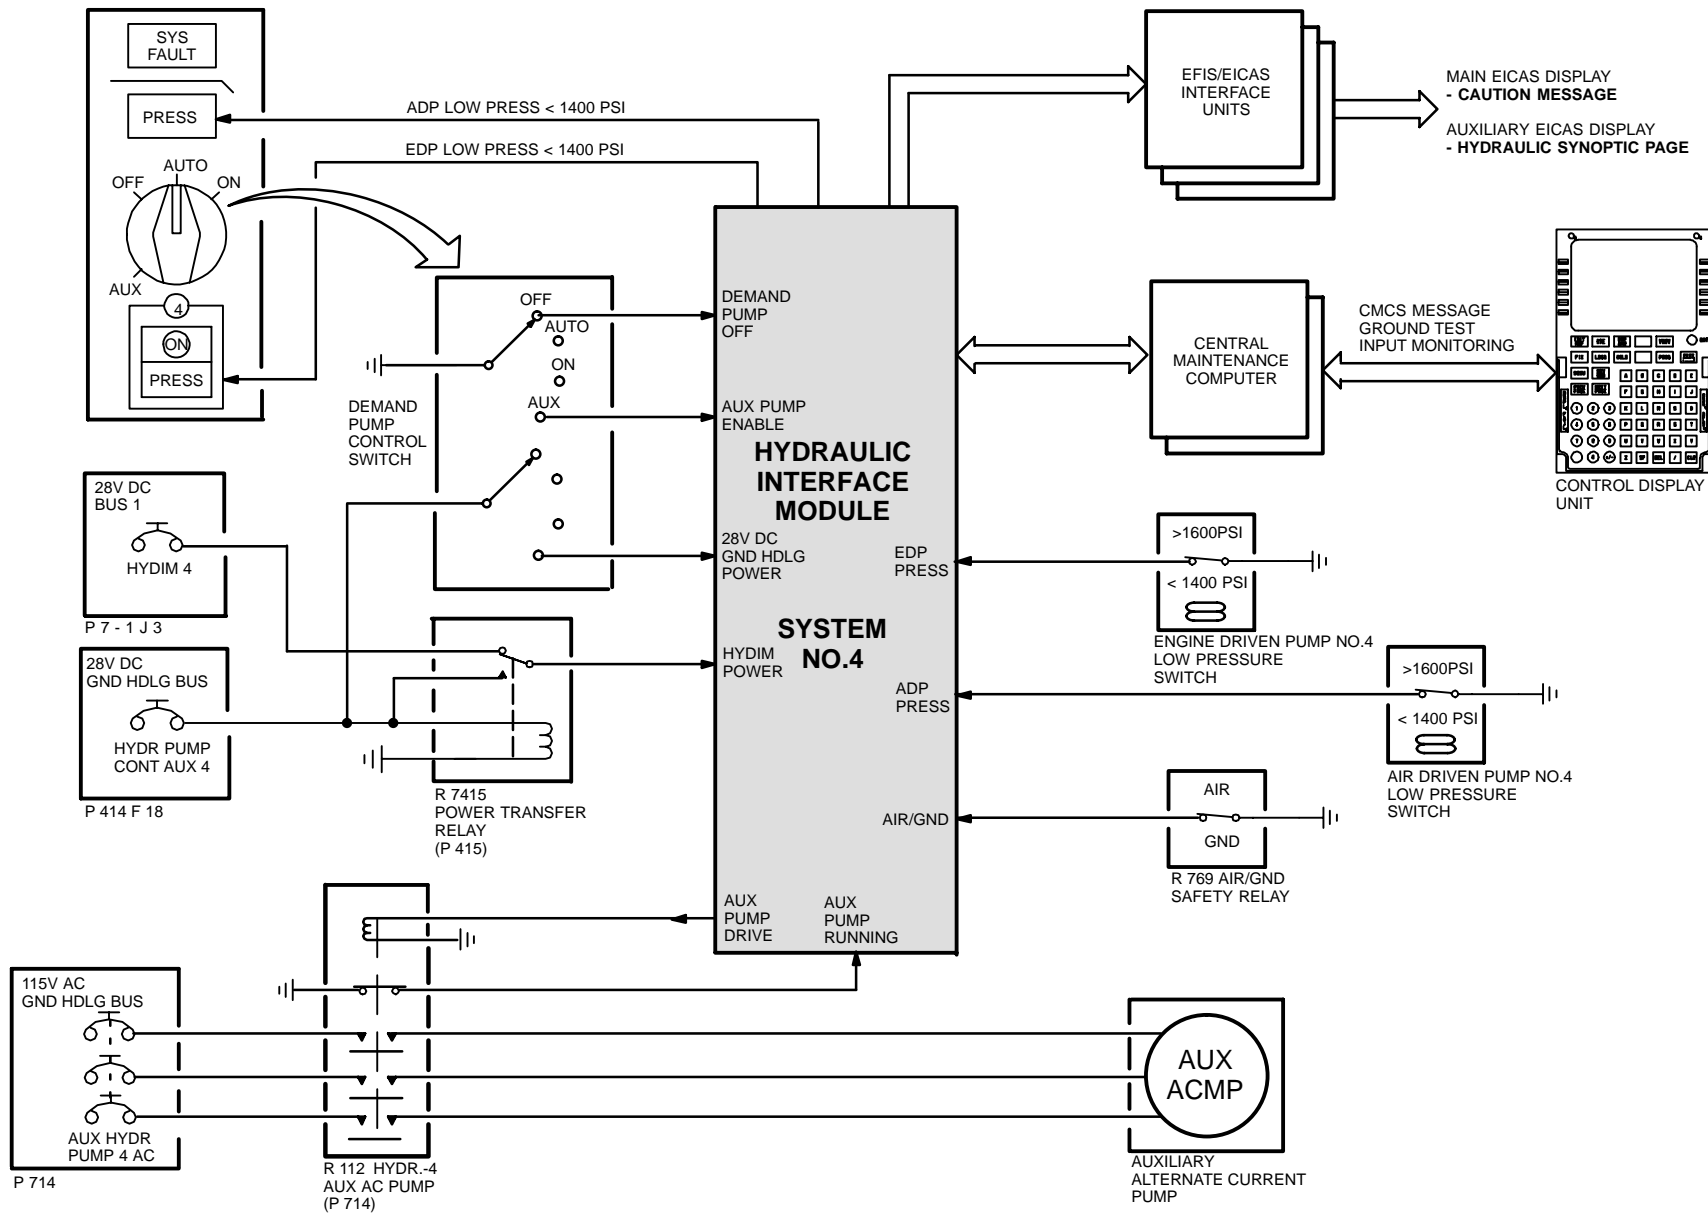 SYS
FAULT
PRESS
AUTO
OFF
ON
AUX
4
ON
PRESS
ADP LOW PRESS < 1400 PSI
EDP LOW PRESS < 1400 PSI
EFIS/EICAS
INTERFACE
UNITS
MAIN EICAS DISPLAY
- CAUTION MESSAGE
AUXILIARY EICAS DISPLAY
- HYDRAULIC SYNOPTIC PAGE
OFF
AUTO
ON
AUX
DEMAND
PUMP
CONTROL
SWITCH
DEMAND
PUMP
OFF
AUX PUMP
ENABLE
HYDRAULIC
INTERFACE
MODULE
28V DC
GND HDLG
POWER
SYSTEM
NO.4
HYDIM
POWER
EDP
PRESS
ADP
PRESS
AIR/GND
AUX
PUMP
DRIVE
AUX
PUMP
RUNNING
CENTRAL
MAINTENANCE
COMPUTER
CMCS MESSAGE
GROUND TEST
INPUT MONITORING
CONTROL DISPLAY
UNIT
28V DC
BUS 1
HYDIM 4
P 7 - 1 J 3
28V DC
GND HDLG BUS
HYDR PUMP
CONT AUX 4
P 414 F 18
R 7415
POWER TRANSFER
RELAY
(P 415)
>1600PSI
< 1400 PSI
ENGINE DRIVEN PUMP NO.4
LOW PRESSURE
SWITCH
>1600PSI
< 1400 PSI
AIR DRIVEN PUMP NO.4
LOW PRESSURE
SWITCH
AIR
GND
R 769 AIR/GND
SAFETY RELAY
115V AC
GND HDLG BUS
AUX HYDR
PUMP 4 AC
P 714
R 112 HYDR.-4
AUX AC PUMP
(P 714)
AUX
ACMP
AUXILIARY
ALTERNATE CURRENT
PUMP